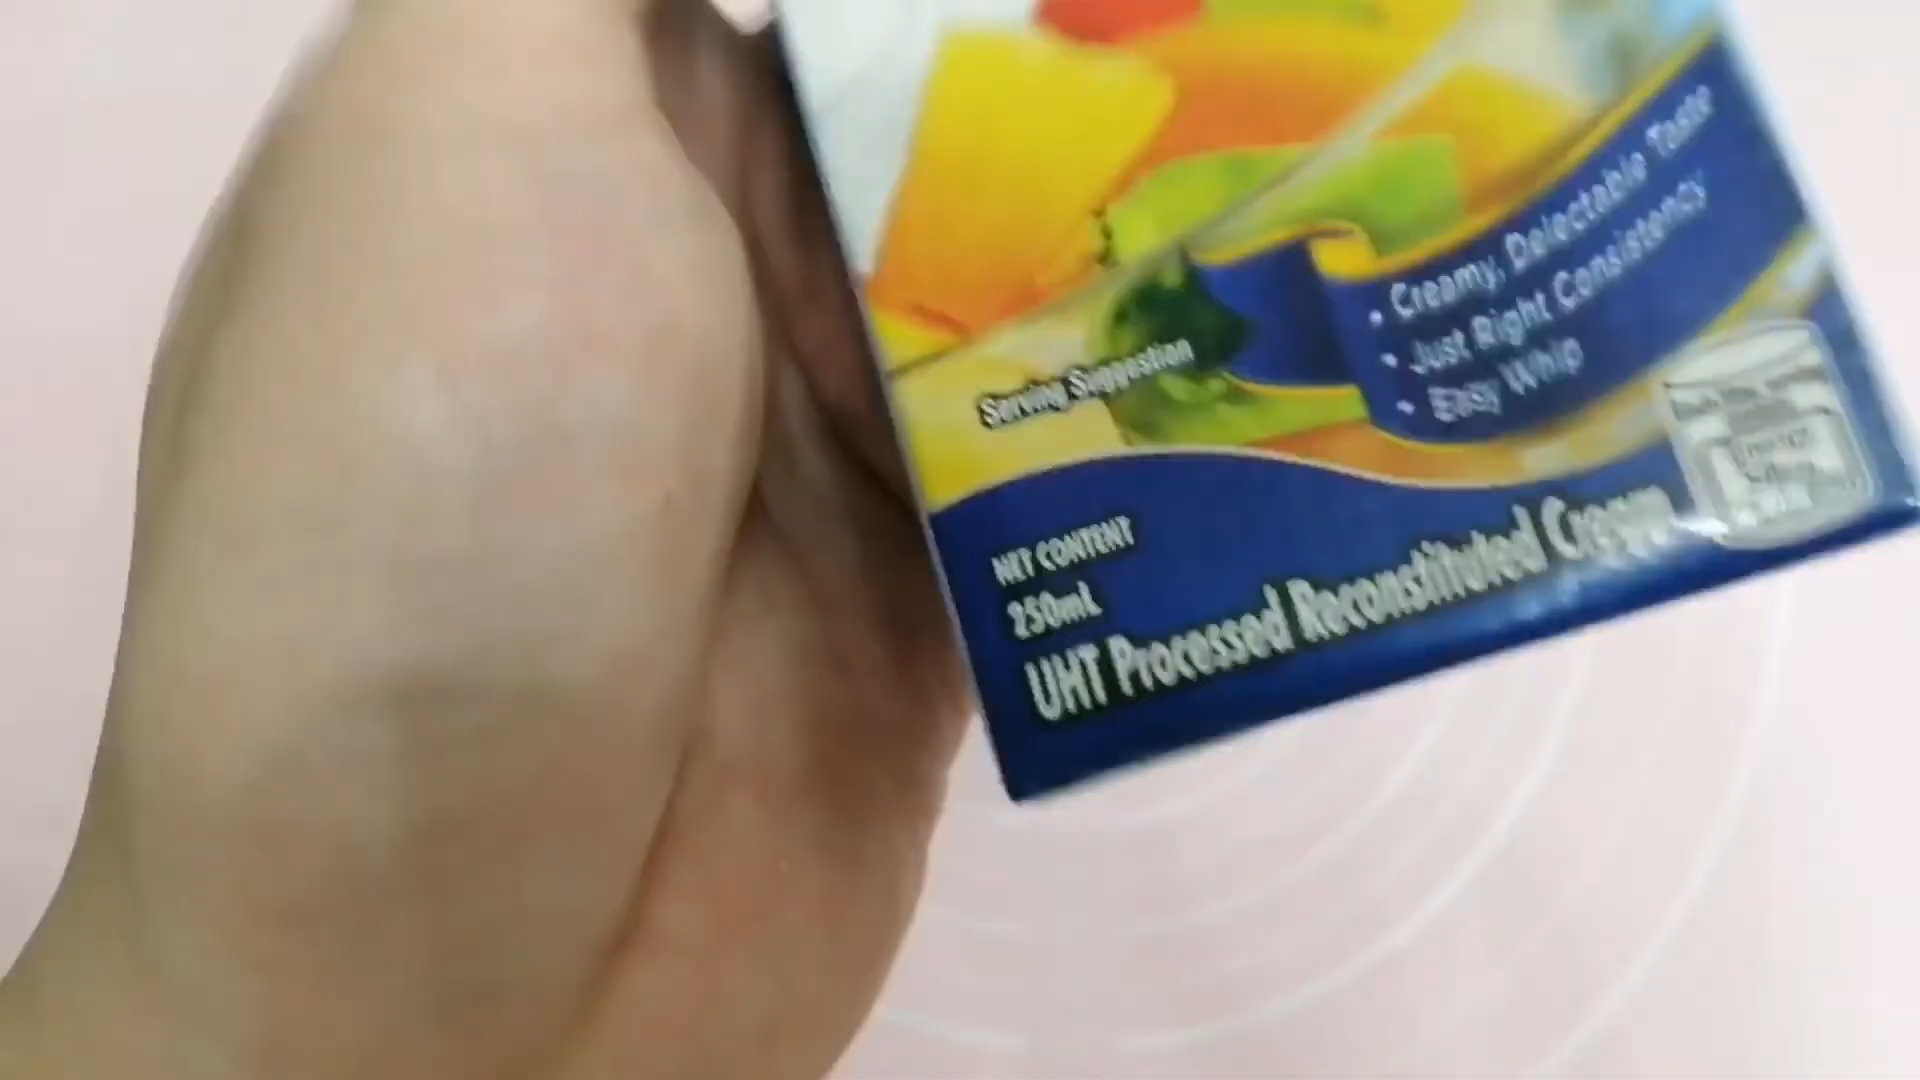 • Creamy, Delectable Taste
• Just Right Consistency
• Easy Whip
Serving Suggestion
NET CONTENT
250mL
UHT Processed Reconstituted Cream